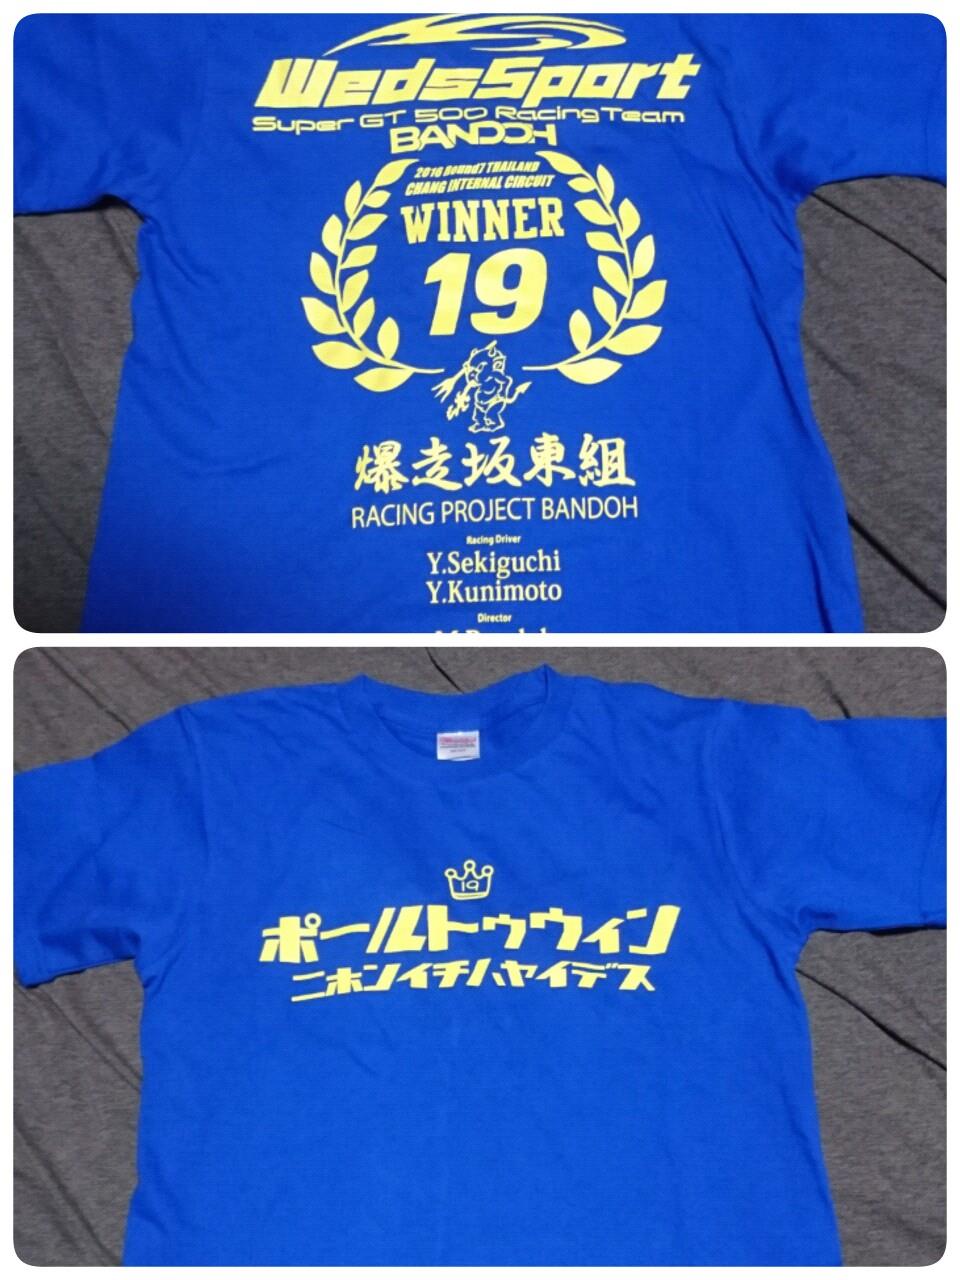 WedsSport
Super GT 500 Racing Team
BANDOH
2016 Round7 THAILAND
CHANG INTERNAL CIRCUIT
WINNER
19
爆走坂東組
RACING PROJECT BANDOH
Racing Driver
Y.Sekiguchi
Y.Kunimoto
Director
19
ポールトゥウィン
ニホンイチハヤイデス